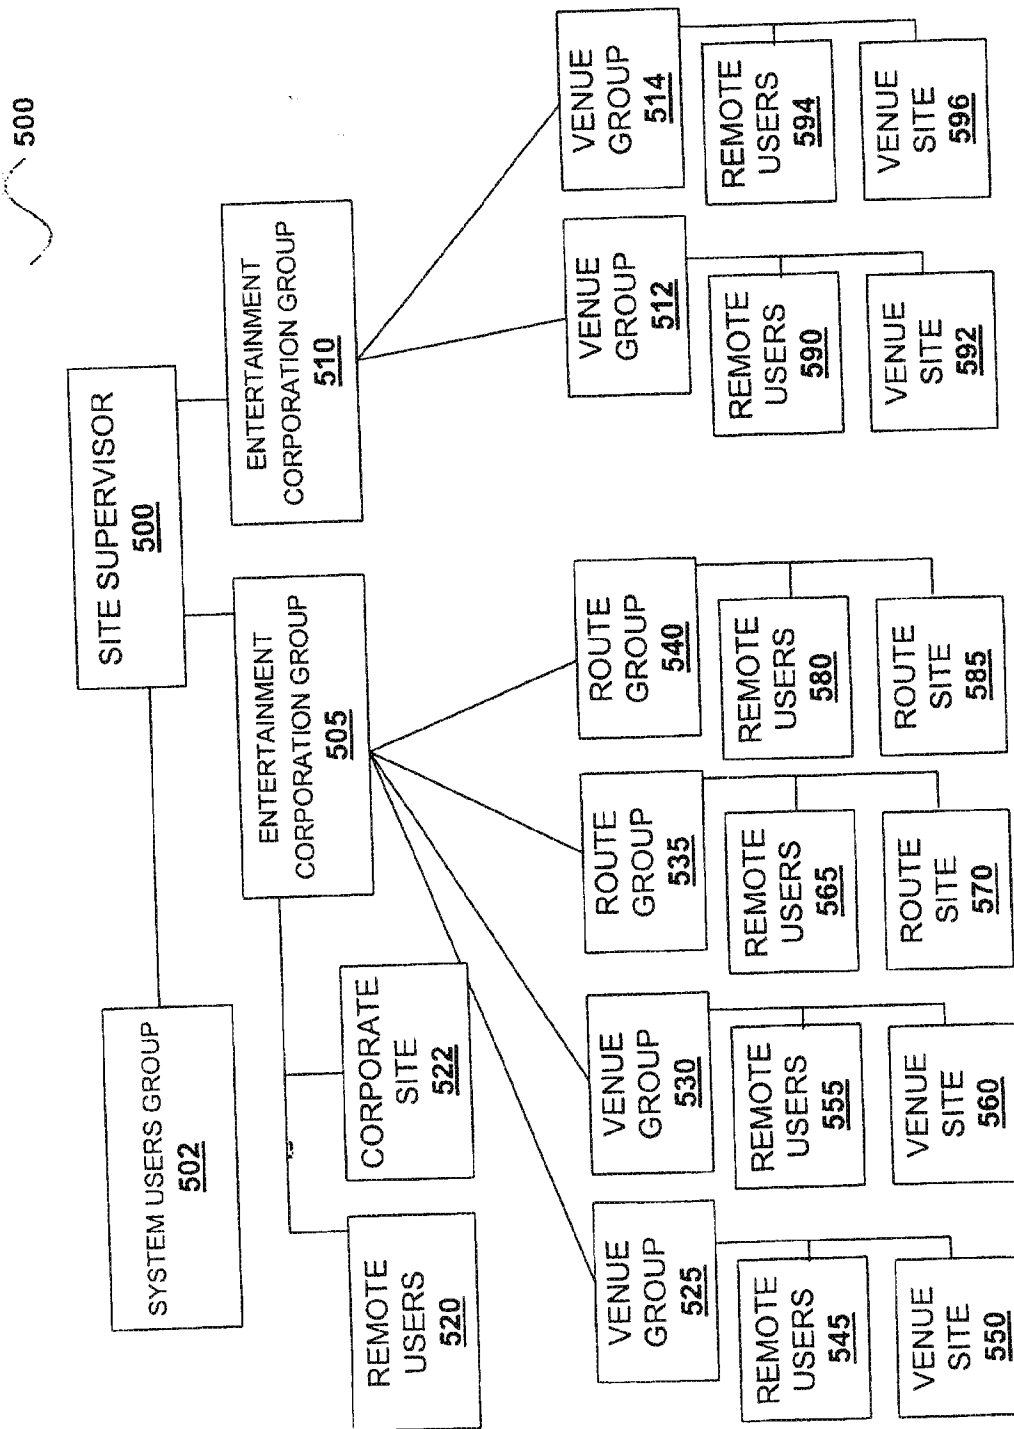 500
SITE SUPERVISOR
500
SYSTEM USERS GROUP
502
ENTERTAINMENT
CORPORATION GROUP
505
ENTERTAINMENT
CORPORATION GROUP
510
REMOTE
USERS
520
CORPORATE
SITE
522
VENUE
GROUP
525
REMOTE
USERS
545
VENUE
SITE
550
VENUE
GROUP
530
REMOTE
USERS
555
VENUE
SITE
560
ROUTE
GROUP
535
REMOTE
USERS
565
ROUTE
SITE
570
ROUTE
GROUP
540
REMOTE
USERS
580
ROUTE
SITE
585
VENUE
GROUP
512
REMOTE
USERS
590
VENUE
SITE
592
VENUE
GROUP
514
REMOTE
USERS
594
VENUE
SITE
596